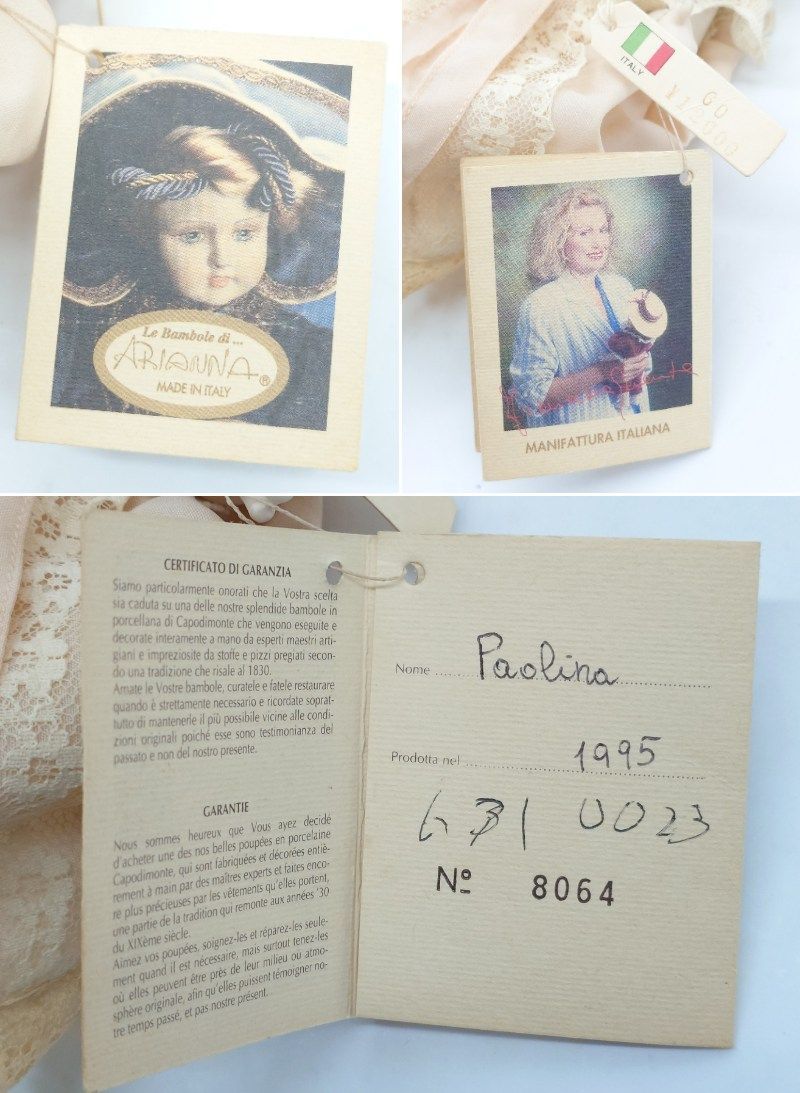 Le Bambole di ...
ARIANNA ®
MADE IN ITALY
ITALY
GO
/2000
MANIFATTURA ITALIANA
CERTIFICATO DI GARANZIA
Siamo particolarmente onorati che la Vostra scelta
sia caduta su una delle nostre splendide bambole in
porcellana di Capodimonte che vengono eseguite e
decorate interamente a mano da esperti maestri arti-
giani e impreziosite da stoffe e pizzi pregiati secon-
do una tradizione che risale al 1830.
Amate le Vostre bambole, curatele e fatele restaurare
quando è strettamente necessario e ricordate soprat-
tutto di mantenerle il più possibile vicine alle condi-
zioni originali poiché esse sono testimonianza del
passato e non del nostro presente.
GARANTIE
Nous sommes heureux que Vous ayez decidé
d'acheter une des nos belles poupées en porcelaine
Capodimonte, qui sont fabriquées et décorées entiè-
rement à main par des maîtres experts et faites enco-
re plus précieuses par les vêtements qu'elles portent,
une partie de la tradition qui remonte aux années '30
du XIXème siècle.
Aimez vos poupées, soignez-les et réparez-les seule-
ment quand il est nécessaire, mais surtout tenez-les
où elles peuvent être près de leur milieu ou atmo-
sphère originale, afin qu'elles puissent témoigner no-
tre temps passé, et pas nostre présent.
Nome ..... Paolina
Prodotta nel ..... 1995
631 0023
Nº 8064